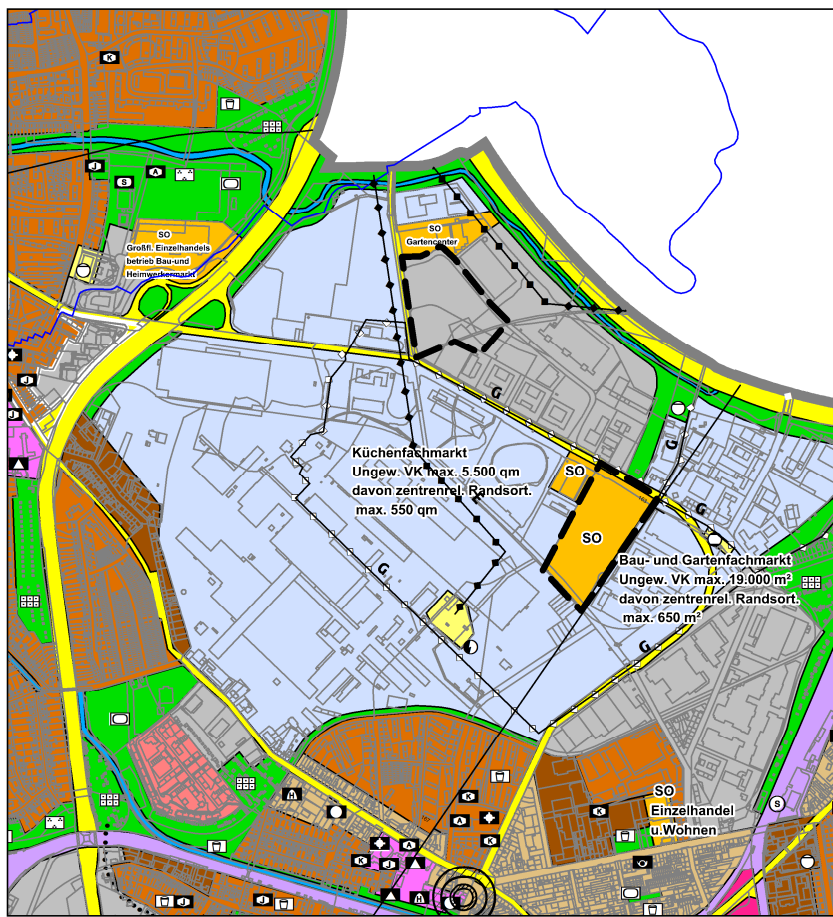 K
J
A
S
SO
Großfl. Einzelhandels
betrieb Bau-und
Heimwerkermarkt
SO
Gartencenter
J
J
G
G
Küchenfachmarkt
Ungew. VK max. 5.500 qm
davon zentrenrel. Randsort.
max. 550 qm
SO
G
SO
Bau- und Gartenfachmarkt
Ungew. VK max. 19.000 m²
davon zentrenrel. Randsort.
max. 650 m²
G
G
SO
Einzelhandel
u.Wohnen
S
K
K
A
K
A
K
J
J
J